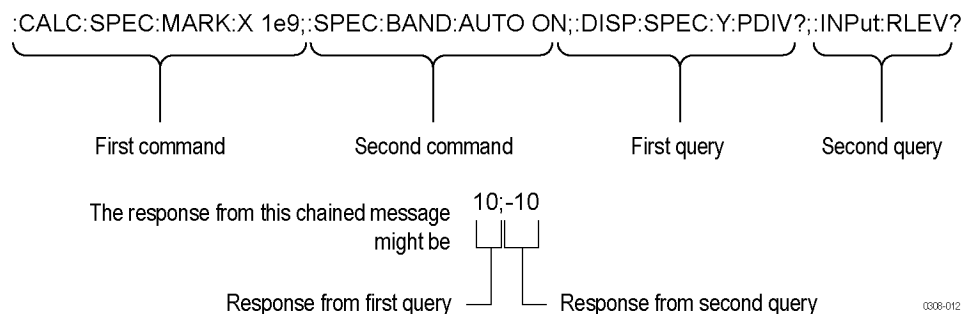 :CALC:SPEC:MARK:X 1e9;:SPEC:BAND:AUTO ON;:DISP:SPEC:Y:PDIV?;:INPut:RLEV?
First command Second command First query Second query
The response from this chained message might be
10;-10
Response from first query Response from second query
0308-012